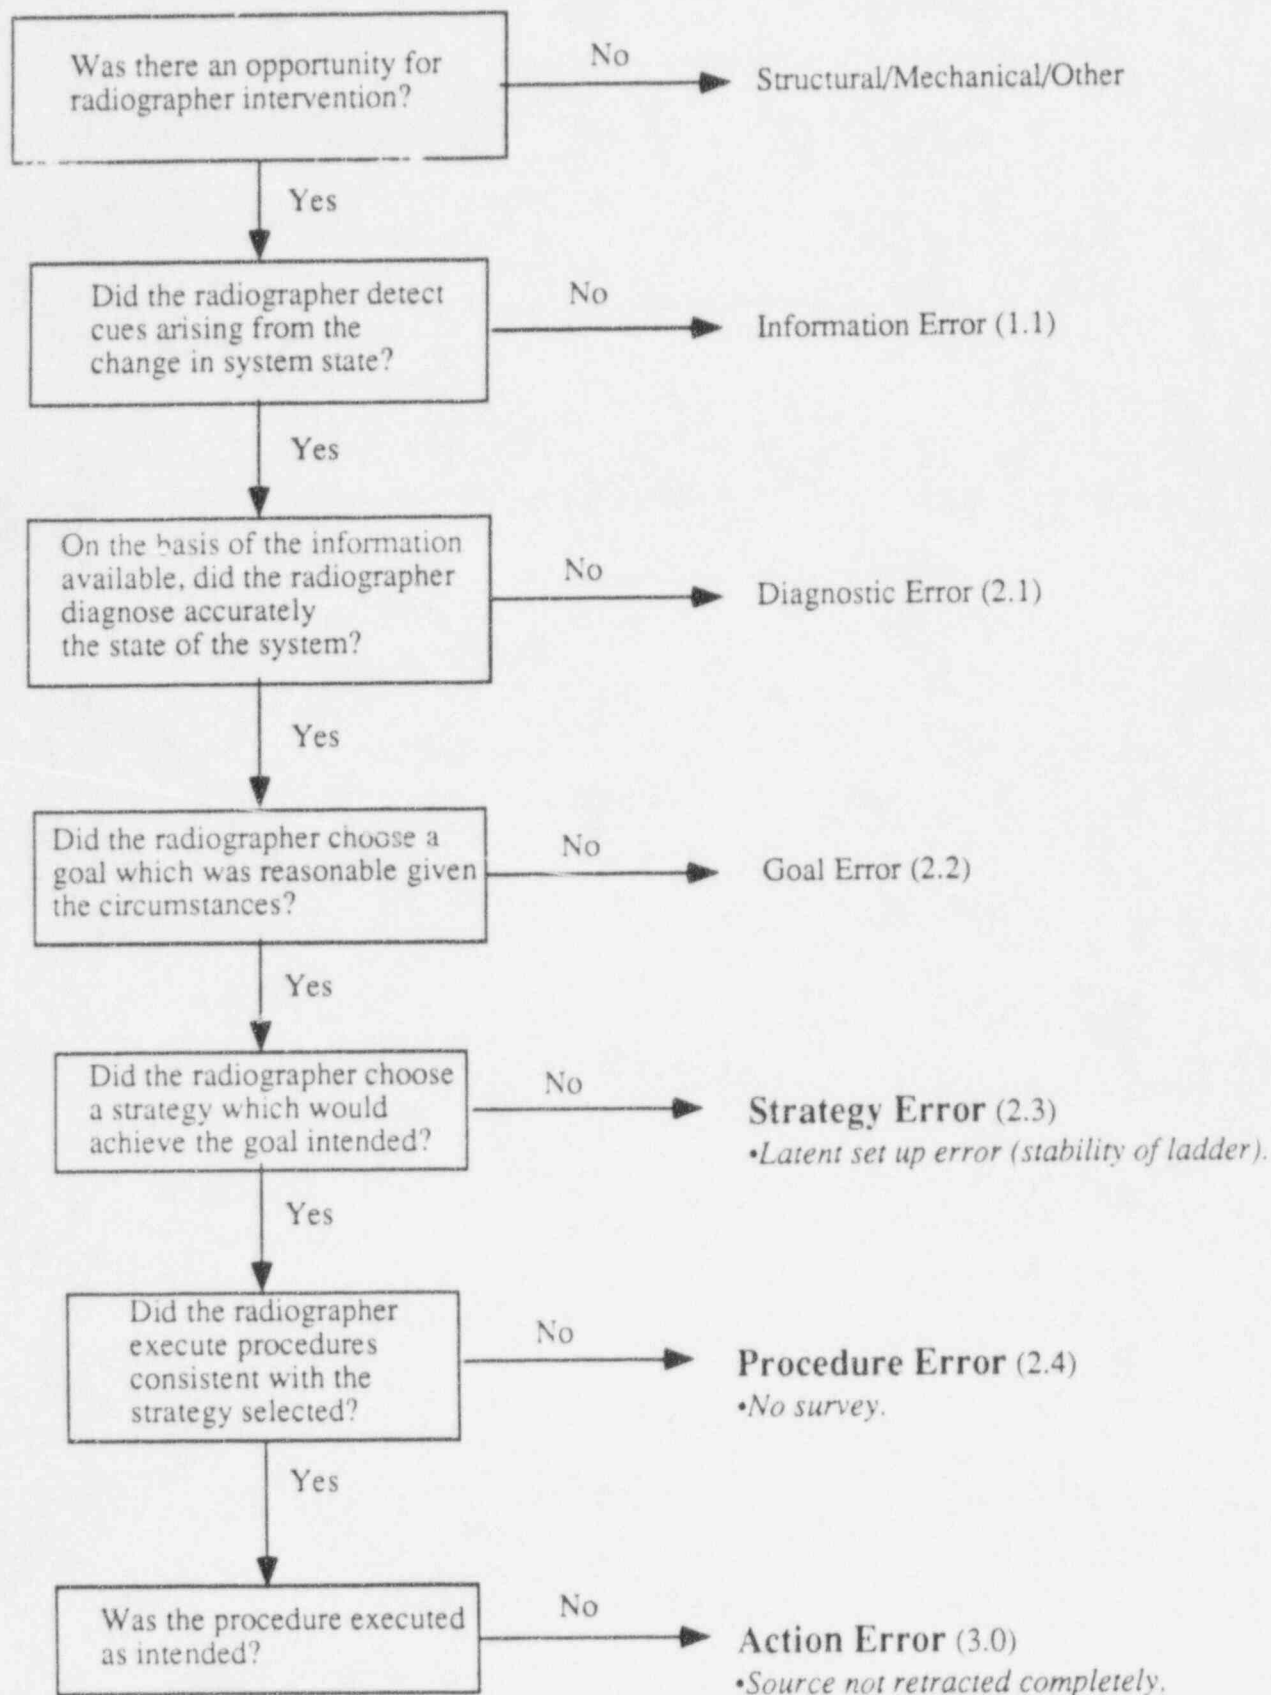 Was there an opportunity for
radiographer intervention?
No
Structural/Mechanical/Other
Yes
Did the radiographer detect
cues arising from the
change in system state?
No
Information Error (1.1)
Yes
On the basis of the information
available, did the radiographer
diagnose accurately
the state of the system?
No
Diagnostic Error (2.1)
Yes
Did the radiographer choose a
goal which was reasonable given
the circumstances?
No
Goal Error (2.2)
Yes
Did the radiographer choose
a strategy which would
achieve the goal intended?
No
Strategy Error (2.3)
•Latent set up error (stability of ladder).
Yes
Did the radiographer
execute procedures
consistent with the
strategy selected?
No
Procedure Error (2.4)
•No survey.
Yes
Was the procedure executed
as intended?
No
Action Error (3.0)
•Source not retracted completely.